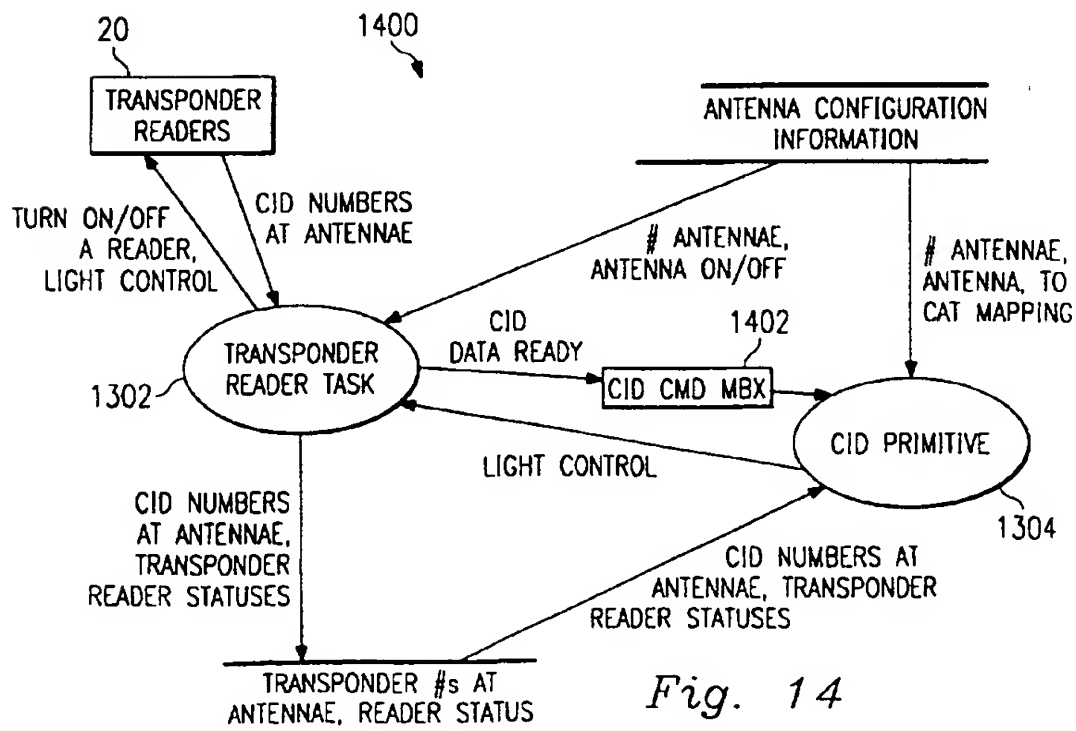 20
1400
TRANSPONDER
READERS
ANTENNA CONFIGURATION
INFORMATION
TURN ON/OFF
A READER,
LIGHT CONTROL
CID NUMBERS
AT ANTENNAE
# ANTENNAE,
ANTENNA ON/OFF
# ANTENNAE,
ANTENNA, TO
CAT MAPPING
TRANSPONDER
READER TASK
1302
CID
DATA READY
1402
CID CMD MBX
CID PRIMITIVE
1304
LIGHT CONTROL
CID NUMBERS
AT ANTENNAE,
TRANSPONDER
READER STATUSES
CID NUMBERS AT
ANTENNAE, TRANSPONDER
READER STATUSES
TRANSPONDER #s AT
ANTENNAE, READER STATUS
Fig. 14